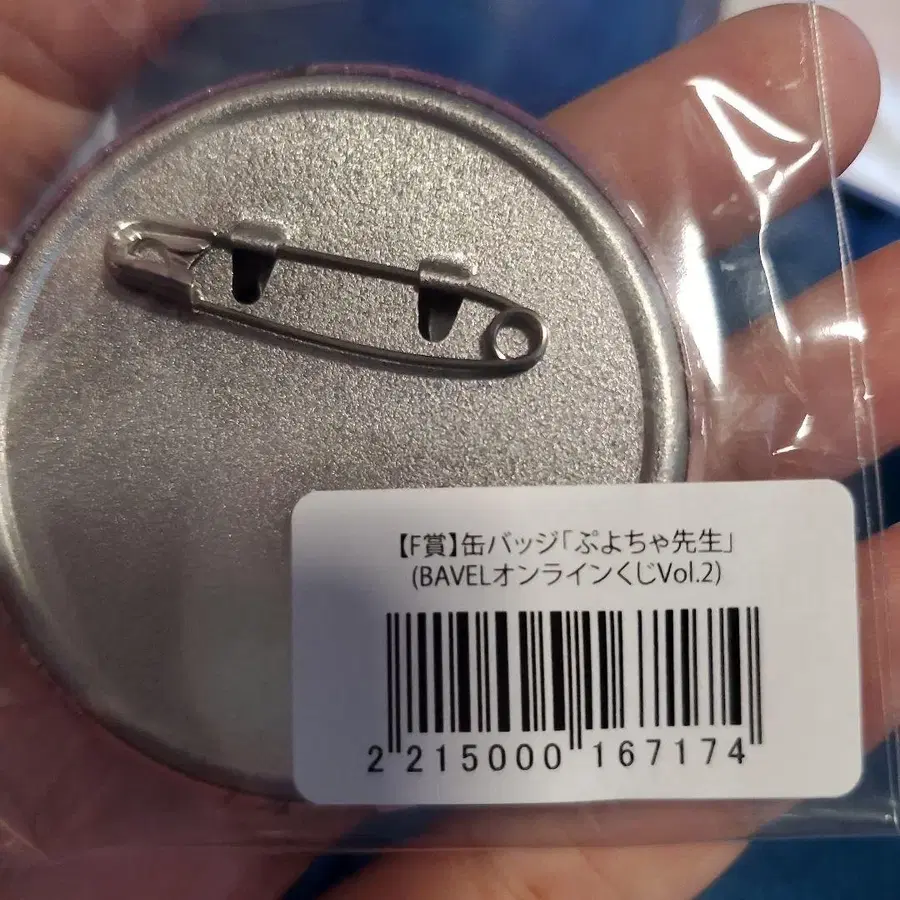 【F賞】缶バッジ「ぷよちゃ先生」
(BAVELオンラインくじVol.2)
2 215000 167174